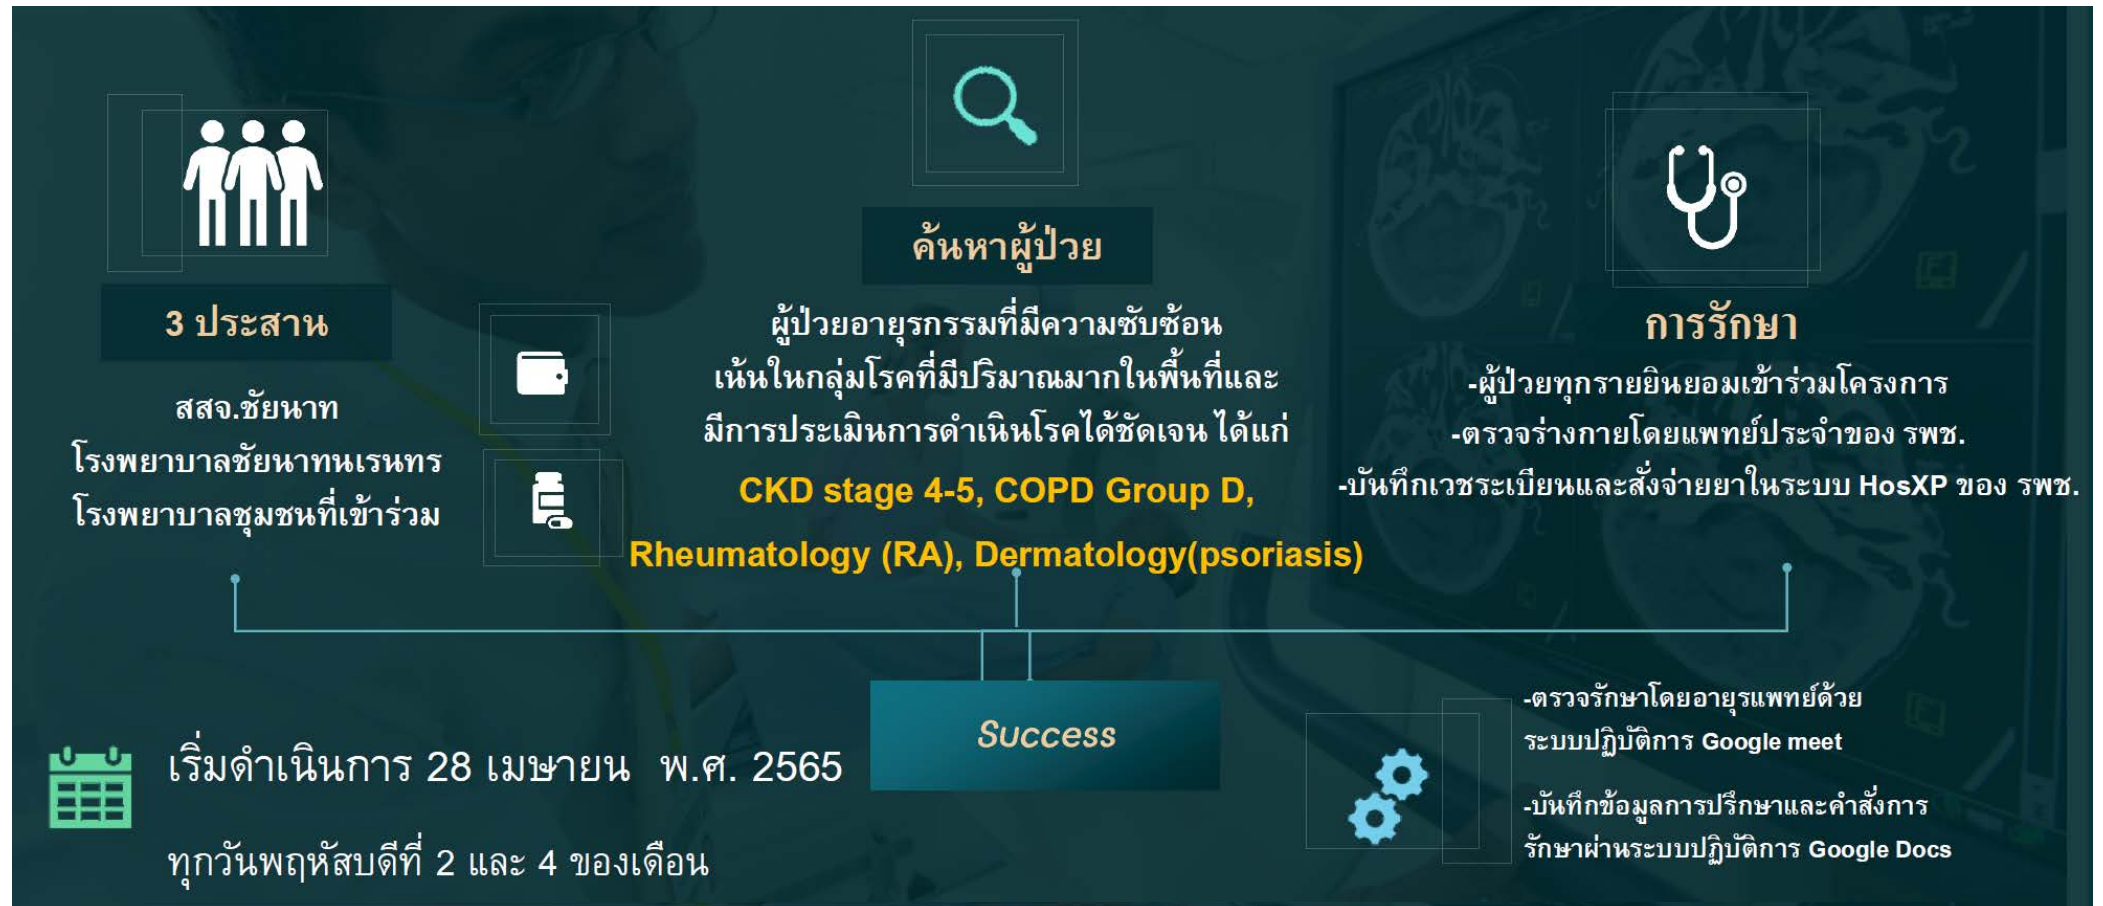 3 ประสาน
สสจ.ชัยนาท
โรงพยาบาลชัยนาทนเรนทร
โรงพยาบาลชุมชนที่เข้าร่วม
ค้นหาผู้ป่วย
ผู้ป่วยอายุรกรรมที่มีความซับซ้อน
เน้นในกลุ่มโรคที่มีปริมาณมากในพื้นที่และ
มีการประเมินการดำเนินโรคได้ชัดเจน ได้แก่
CKD stage 4-5, COPD Group D,
Rheumatology (RA), Dermatology(psoriasis)
การรักษา
-ผู้ป่วยทุกรายยินยอมเข้าร่วมโครงการ
-ตรวจร่างกายโดยแพทย์ประจำของ รพช.
-บันทึกเวชระเบียนและสั่งจ่ายยาในระบบ HosXP ของ รพช.
Success
เริ่มดำเนินการ 28 เมษายน พ.ศ. 2565
ทุกวันพฤหัสบดีที่ 2 และ 4 ของเดือน
-ตรวจรักษาโดยอายุรแพทย์ด้วย
ระบบปฏิบัติการ Google meet
-บันทึกข้อมูลการปรึกษาและคำสั่งการ
รักษาผ่านระบบปฏิบัติการ Google Docs